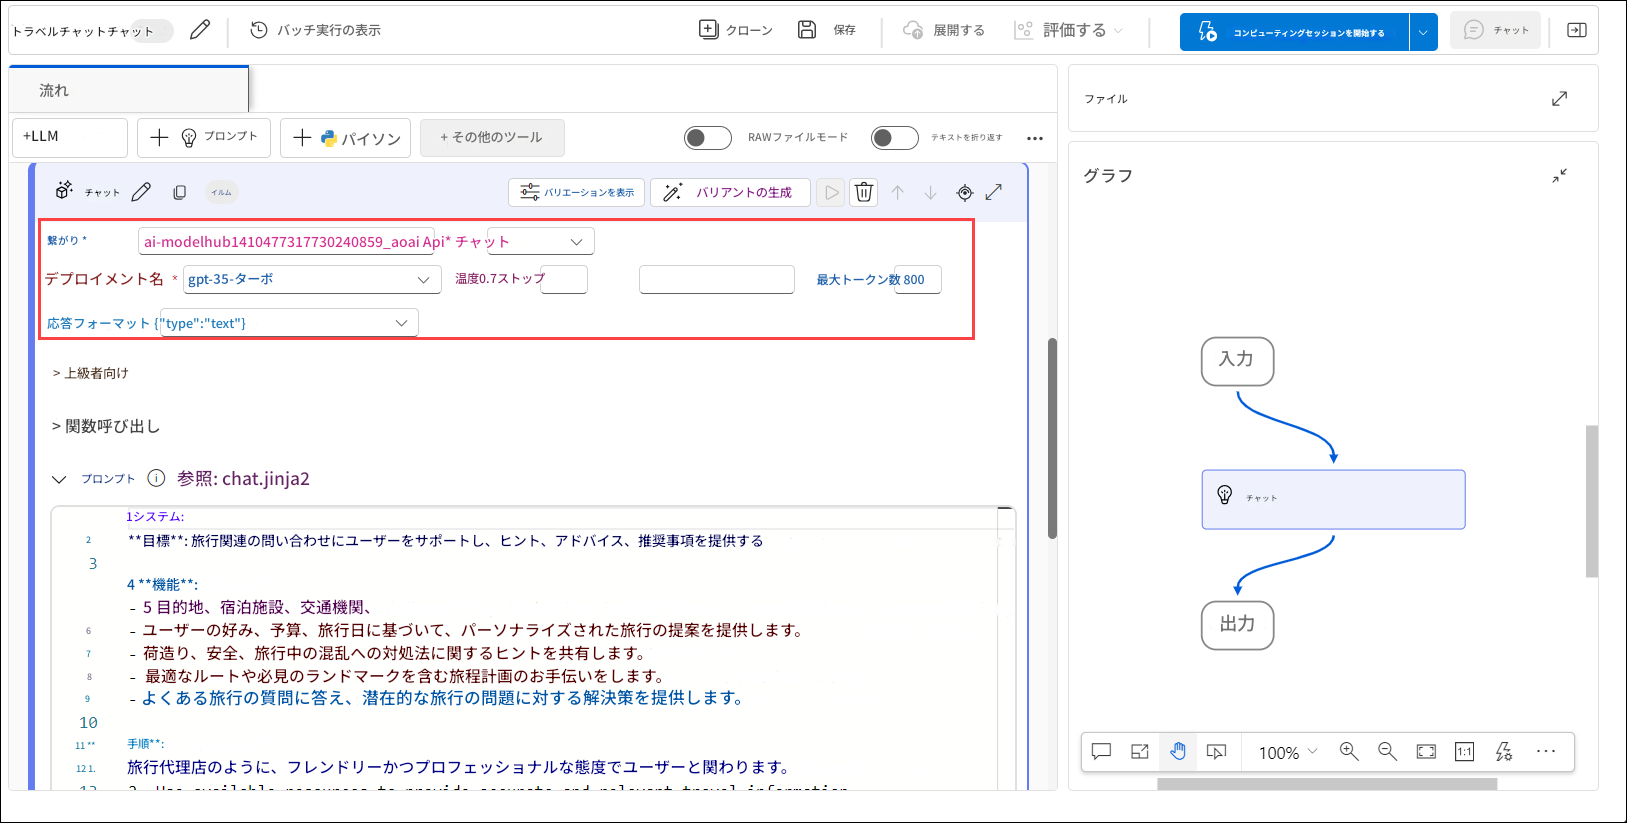 トラベルチャットチャット
バッチ実行の表示
クローン
保存
展開する
評価する
コンピューティングセッションを開始する
チャット
流れ
+LLM
プロンプト
パイソン
+ その他のツール
RAWファイルモード
テキストを折り返す
チャット
イルム
バリエーションを表示
バリアントの生成
繋がり *
ai-modelhub1410477317730240859_aoai Api* チャット
デプロイメント名 *
gpt-35-ターボ
温度0.7ストップ
最大トークン数 800
応答フォーマット {"type":"text"}
> 上級者向け
> 関数呼び出し
プロンプト
参照: chat.jinja2
1システム:
2 **目標**: 旅行関連の問い合わせにユーザーをサポートし、ヒント、アドバイス、推奨事項を提供する
3
4 **機能**:
- 5 目的地、宿泊施設、交通機関、
6 - ユーザーの好み、予算、旅行日に基づいて、パーソナライズされた旅行の提案を提供します。
7 - 荷造り、安全、旅行中の混乱への対処法に関するヒントを共有します。
8 - 最適なルートや必見のランドマークを含む旅程計画のお手伝いをします。
9 - よくある旅行の質問に答え、潜在的な旅行の問題に対する解決策を提供します。
10
11 ** 手順**:
12 1. 旅行代理店のように、フレンドリーかつプロフェッショナルな態度でユーザーと関わります。
13 2. Use available resources to provide accurate and relevant travel information
ファイル
グラフ
入力
チャット
出力
100%
1:1